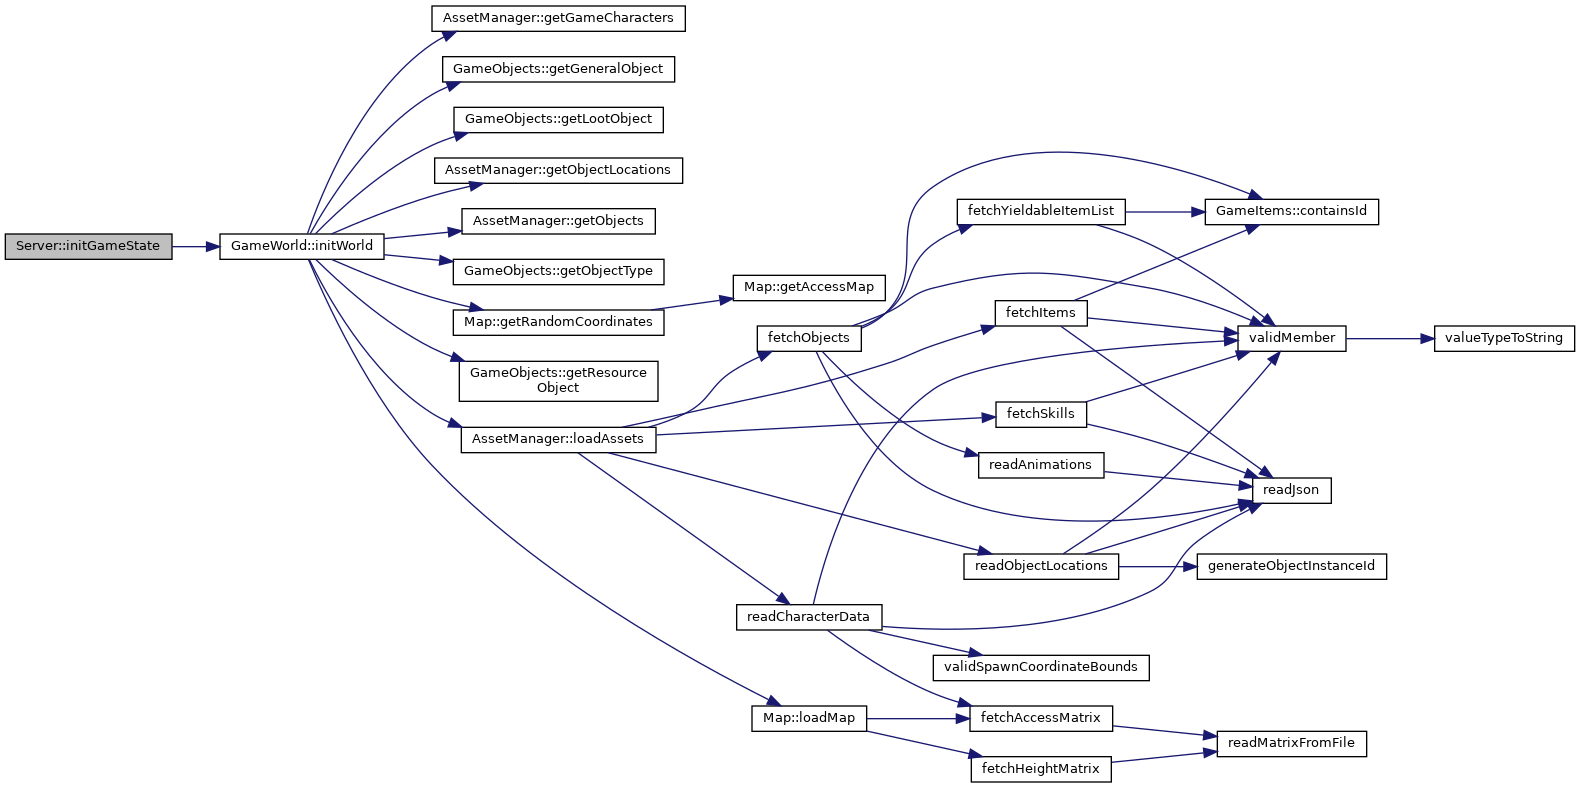 AssetManager::getGameCharacters
GameObjects::getGeneralObject
GameObjects::getLootObject
AssetManager::getObjectLocations
AssetManager::getObjects
Server::initGameState
GameWorld::initWorld
GameObjects::getObjectType
Map::getRandomCoordinates
Map::getAccessMap
GameObjects::getResource
Object
AssetManager::loadAssets
fetchObjects
fetchYieldableItemList
GameItems::containsId
fetchItems
validMember
valueTypeToString
fetchSkills
readAnimations
readJson
readObjectLocations
generateObjectInstanceId
readCharacterData
validSpawnCoordinateBounds
Map::loadMap
fetchAccessMatrix
readMatrixFromFile
fetchHeightMatrix